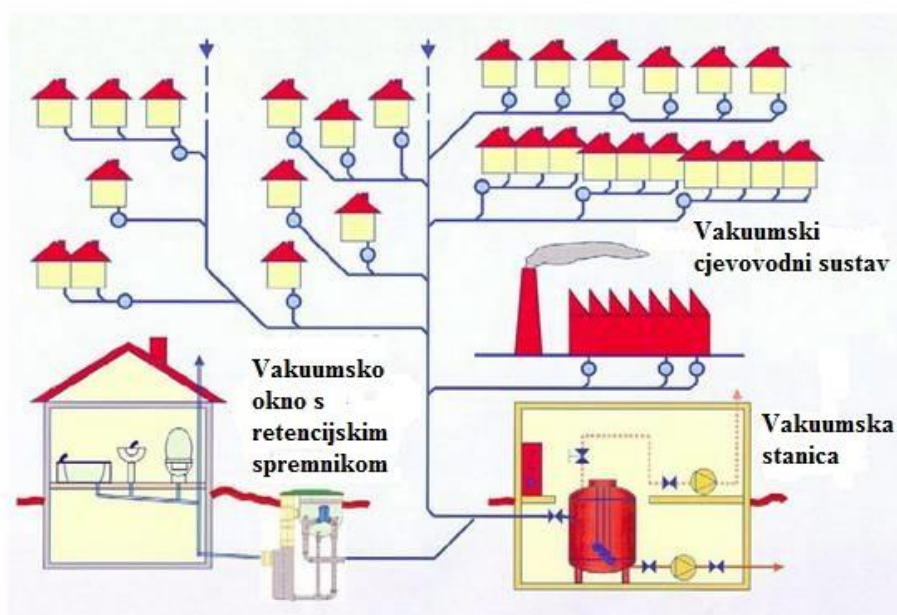 Vakuumski
cjevovodni sustav
Vakuumsko
okno s
retencijskim
spremnikom
Vakuumska
stanica